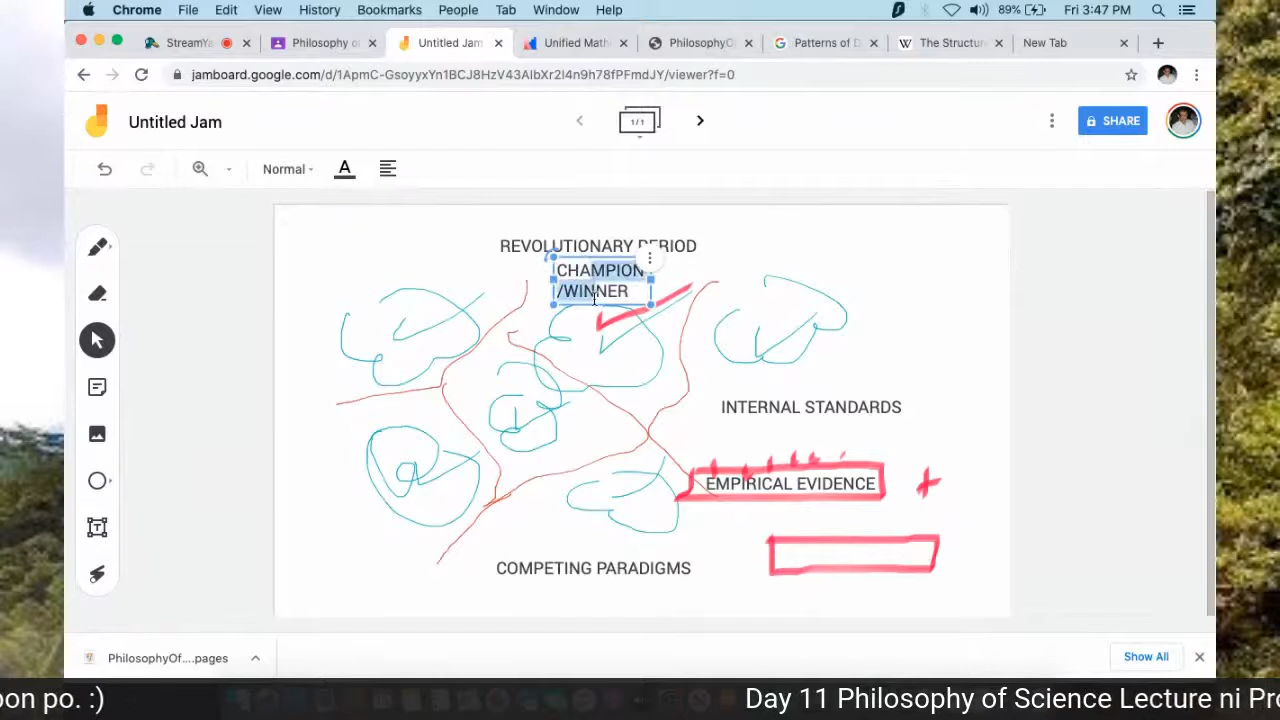 Chrome File Edit View History Bookmarks People Tab Window Help 89% Fri 3:47 PM
StreamYa Philosophy of Untitled Jam Unified Math PhilosophyO Patterns of D The Structur New Tab
jamboard.google.com/d/1ApmC-GsoyyxYn1BCJ8HzV43AIbXr2I4n9h78fPFmdJY/viewer?f=0
Untitled Jam
1/1
SHARE
Normal
REVOLUTIONARY PERIOD
CHAMPION
/WINNER
INTERNAL STANDARDS
EMPIRICAL EVIDENCE
COMPETING PARADIGMS
PhilosophyOf....pages
Show All
oon po. :) Day 11 Philosophy of Science Lecture ni Pro